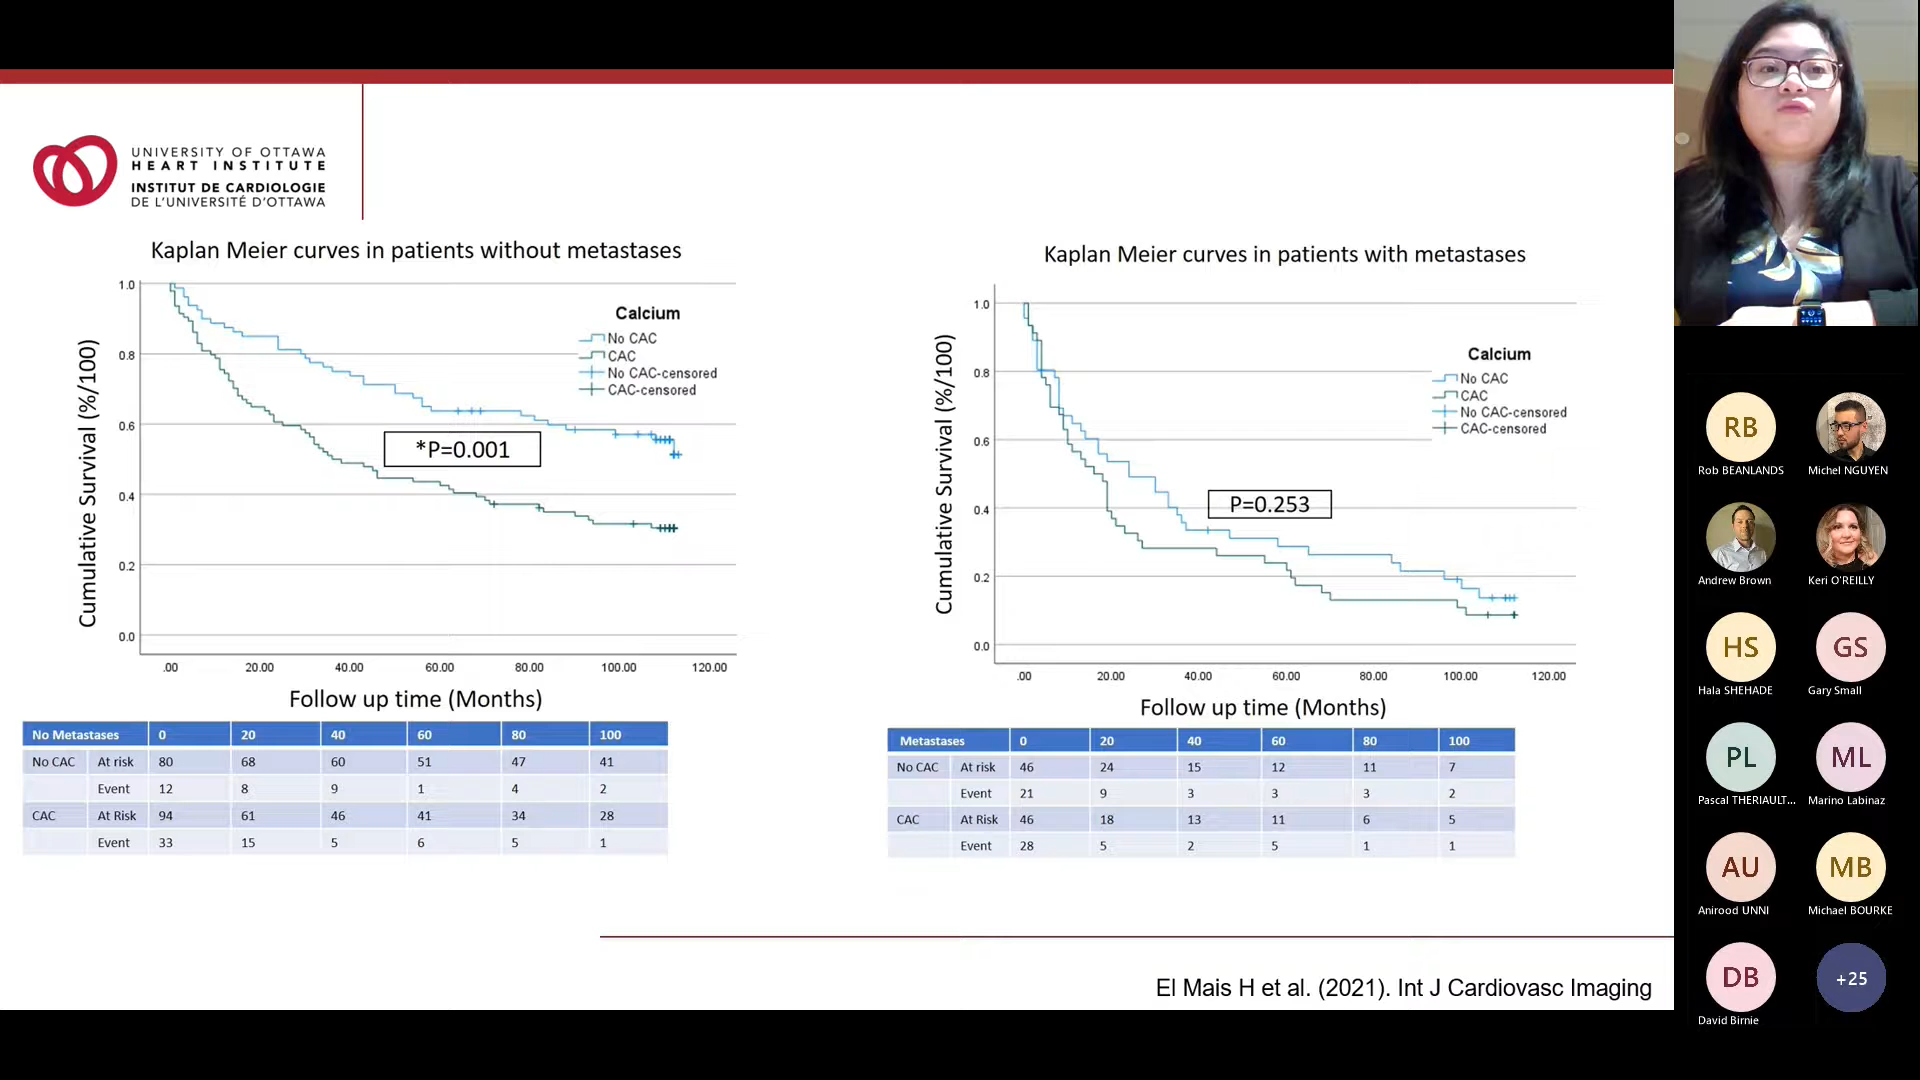 UNIVERSITY OF OTTAWA
HEART INSTITUTE
INSTITUT DE CARDIOLOGIE
DE L'UNIVERSITÉ D'OTTAWA
Kaplan Meier curves in patients without metastases
Cumulative Survival (%/100)
1.0
0.8
0.6
0.4
0.2
0.0
Calcium
No CAC
CAC
No CAC-censored
CAC-censored
*P=0.001
.00 20.00 40.00 60.00 80.00 100.00 120.00
Follow up time (Months)
No Metastases 0 20 40 60 80 100
No CAC At risk 80 68 60 51 47 41
Event 12 8 9 1 4 2
CAC At Risk 94 61 46 41 34 28
Event 33 15 5 6 5 1
Kaplan Meier curves in patients with metastases
Cumulative Survival (%/100)
1.0
0.8
0.6
0.4
0.2
0.0
Calcium
No CAC
CAC
No CAC-censored
CAC-censored
P=0.253
.00 20.00 40.00 60.00 80.00 100.00 120.00
Follow up time (Months)
Metastases 0 20 40 60 80 100
No CAC At risk 46 24 15 12 11 7
Event 21 9 3 3 3 2
CAC At Risk 46 18 13 11 6 5
Event 28 5 2 5 1 1
El Mais H et al. (2021). Int J Cardiovasc Imaging
RB
Rob BEANLANDS Michel NGUYEN
Andrew Brown Keri O'REILLY
HS GS
Hala SHEHADE Gary Small
PL ML
Pascal THERIAULT... Marino Labinaz
AU MB
Anirood UNNI Michael BOURKE
DB +25
David Birnie